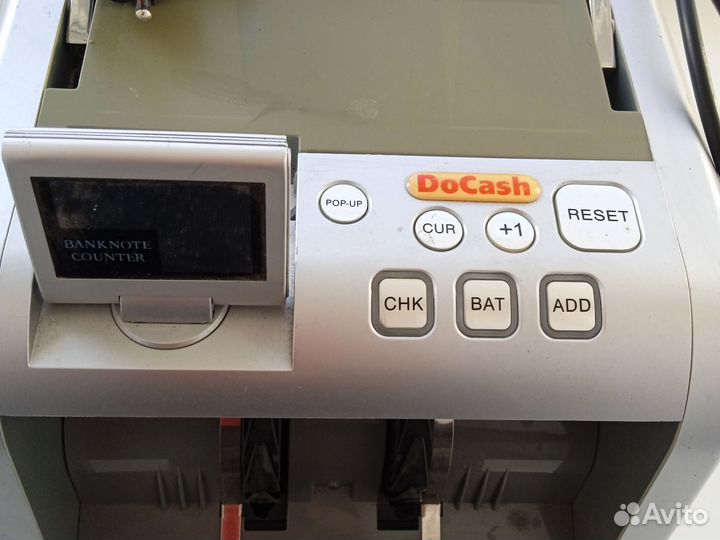 DoCash
POP-UP
CUR
+1
RESET
BANKNOTE
COUNTER
CHK
BAT
ADD
Avito